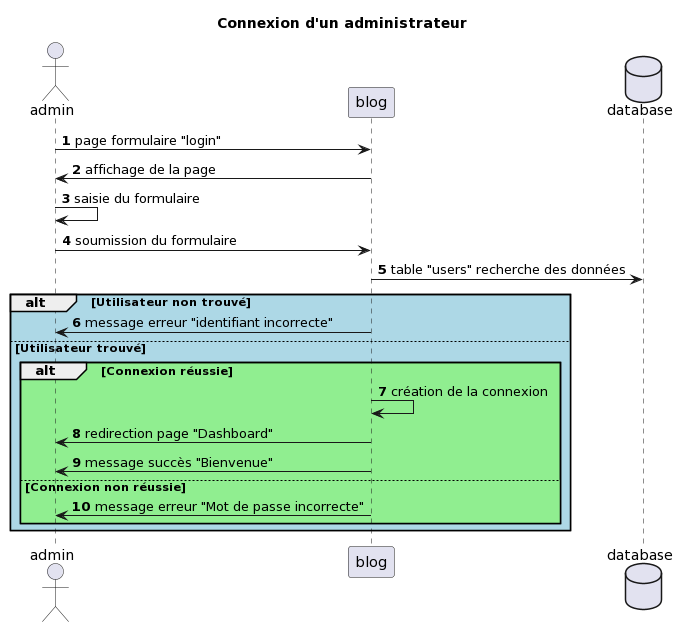 Connexion d'un administrateur
admin
blog
database
1 page formulaire "login"
2 affichage de la page
3 saisie du formulaire
4 soumission du formulaire
5 table "users" recherche des données
alt [Utilisateur non trouvé]
6 message erreur "identifiant incorrecte"
[Utilisateur trouvé]
alt [Connexion réussie]
7 création de la connexion
8 redirection page "Dashboard"
9 message succès "Bienvenue"
[Connexion non réussie]
10 message erreur "Mot de passe incorrecte"
admin
blog
database